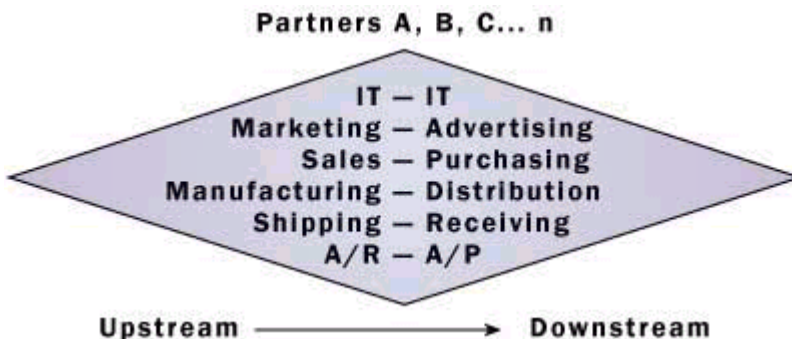 Partners A, B, C... n
IT — IT
Marketing — Advertising
Sales — Purchasing
Manufacturing — Distribution
Shipping — Receiving
A/R — A/P
Upstream Downstream